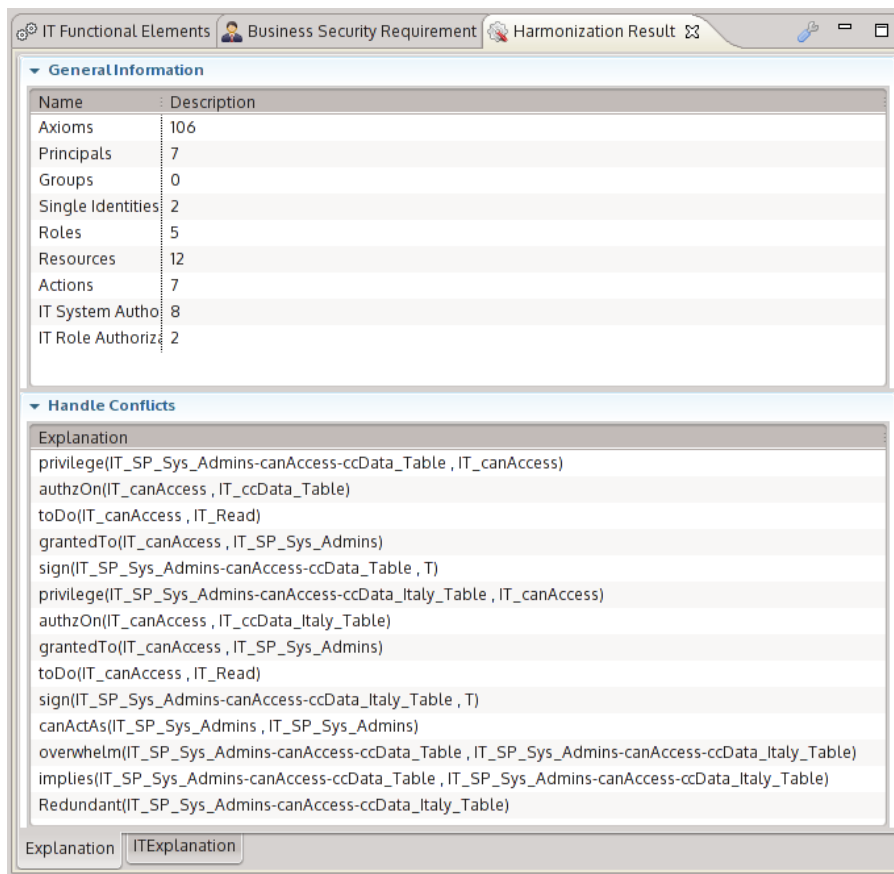 IT Functional Elements Business Security Requirement Harmonization Result
General Information
Name Description
Axioms 106
Principals 7
Groups 0
Single Identities 2
Roles 5
Resources 12
Actions 7
IT System Autho 8
IT Role Authoriz 2
Handle Conflicts
Explanation
privilege(IT_SP_Sys_Admins-canAccess-ccData_Table , IT_canAccess)
authzOn(IT_canAccess , IT_ccData_Table)
toDo(IT_canAccess , IT_Read)
grantedTo(IT_canAccess , IT_SP_Sys_Admins)
sign(IT_SP_Sys_Admins-canAccess-ccData_Table , T)
privilege(IT_SP_Sys_Admins-canAccess-ccData_Italy_Table , IT_canAccess)
authzOn(IT_canAccess , IT_ccData_Italy_Table)
grantedTo(IT_canAccess , IT_SP_Sys_Admins)
toDo(IT_canAccess , IT_Read)
sign(IT_SP_Sys_Admins-canAccess-ccData_Italy_Table , T)
canActAs(IT_SP_Sys_Admins , IT_SP_Sys_Admins)
overwhelm(IT_SP_Sys_Admins-canAccess-ccData_Table , IT_SP_Sys_Admins-canAccess-ccData_Italy_Table)
implies(IT_SP_Sys_Admins-canAccess-ccData_Table , IT_SP_Sys_Admins-canAccess-ccData_Italy_Table)
Redundant(IT_SP_Sys_Admins-canAccess-ccData_Italy_Table)
Explanation ITExplanation